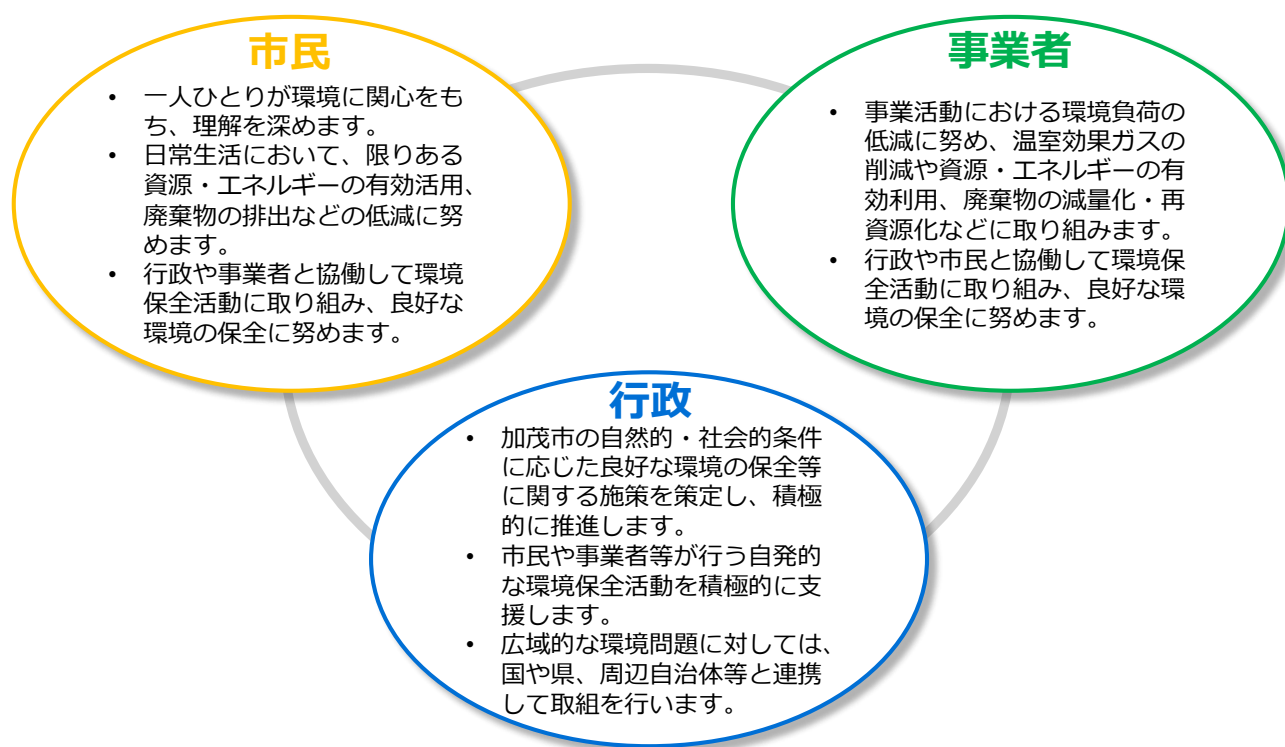 市民
• 一人ひとりが環境に関心をも
ち、理解を深めます。
• 日常生活において、限りある
資源・エネルギーの有効活用、
廃棄物の排出などの低減に努
めます。
• 行政や事業者と協働して環境
保全活動に取り組み、良好な
環境の保全に努めます。
事業者
• 事業活動における環境負荷の
低減に努め、温室効果ガスの
削減や資源・エネルギーの有
効利用、廃棄物の減量化・再
資源化などに取り組みます。
• 行政や市民と協働して環境保
全活動に取り組み、良好な環
境の保全に努めます。
行政
• 加茂市の自然的・社会的条件
に応じた良好な環境の保全等
に関する施策を策定し、積極
的に推進します。
• 市民や事業者等が行う自発的
な環境保全活動を積極的に支
援します。
• 広域的な環境問題に対しては、
国や県、周辺自治体等と連携
して取組を行います。